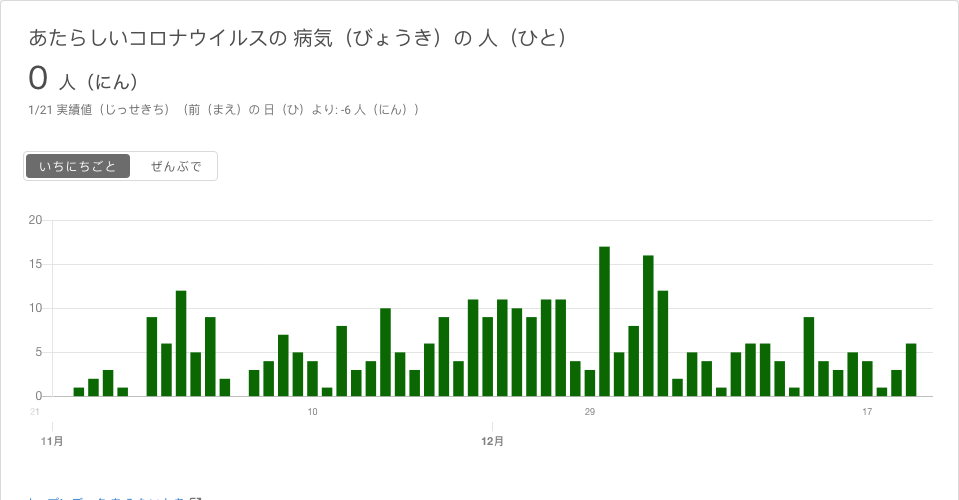 あたらしいコロナウイルスの 病気（びょうき）の 人（ひと）
0 人（にん）
1/21 実績値（じっせきち）（前（まえ）の 日（ひ）より: -6 人（にん））
いちにちごと ぜんぶで
20
15
10
5
0
21 10 29 17
11月 12月